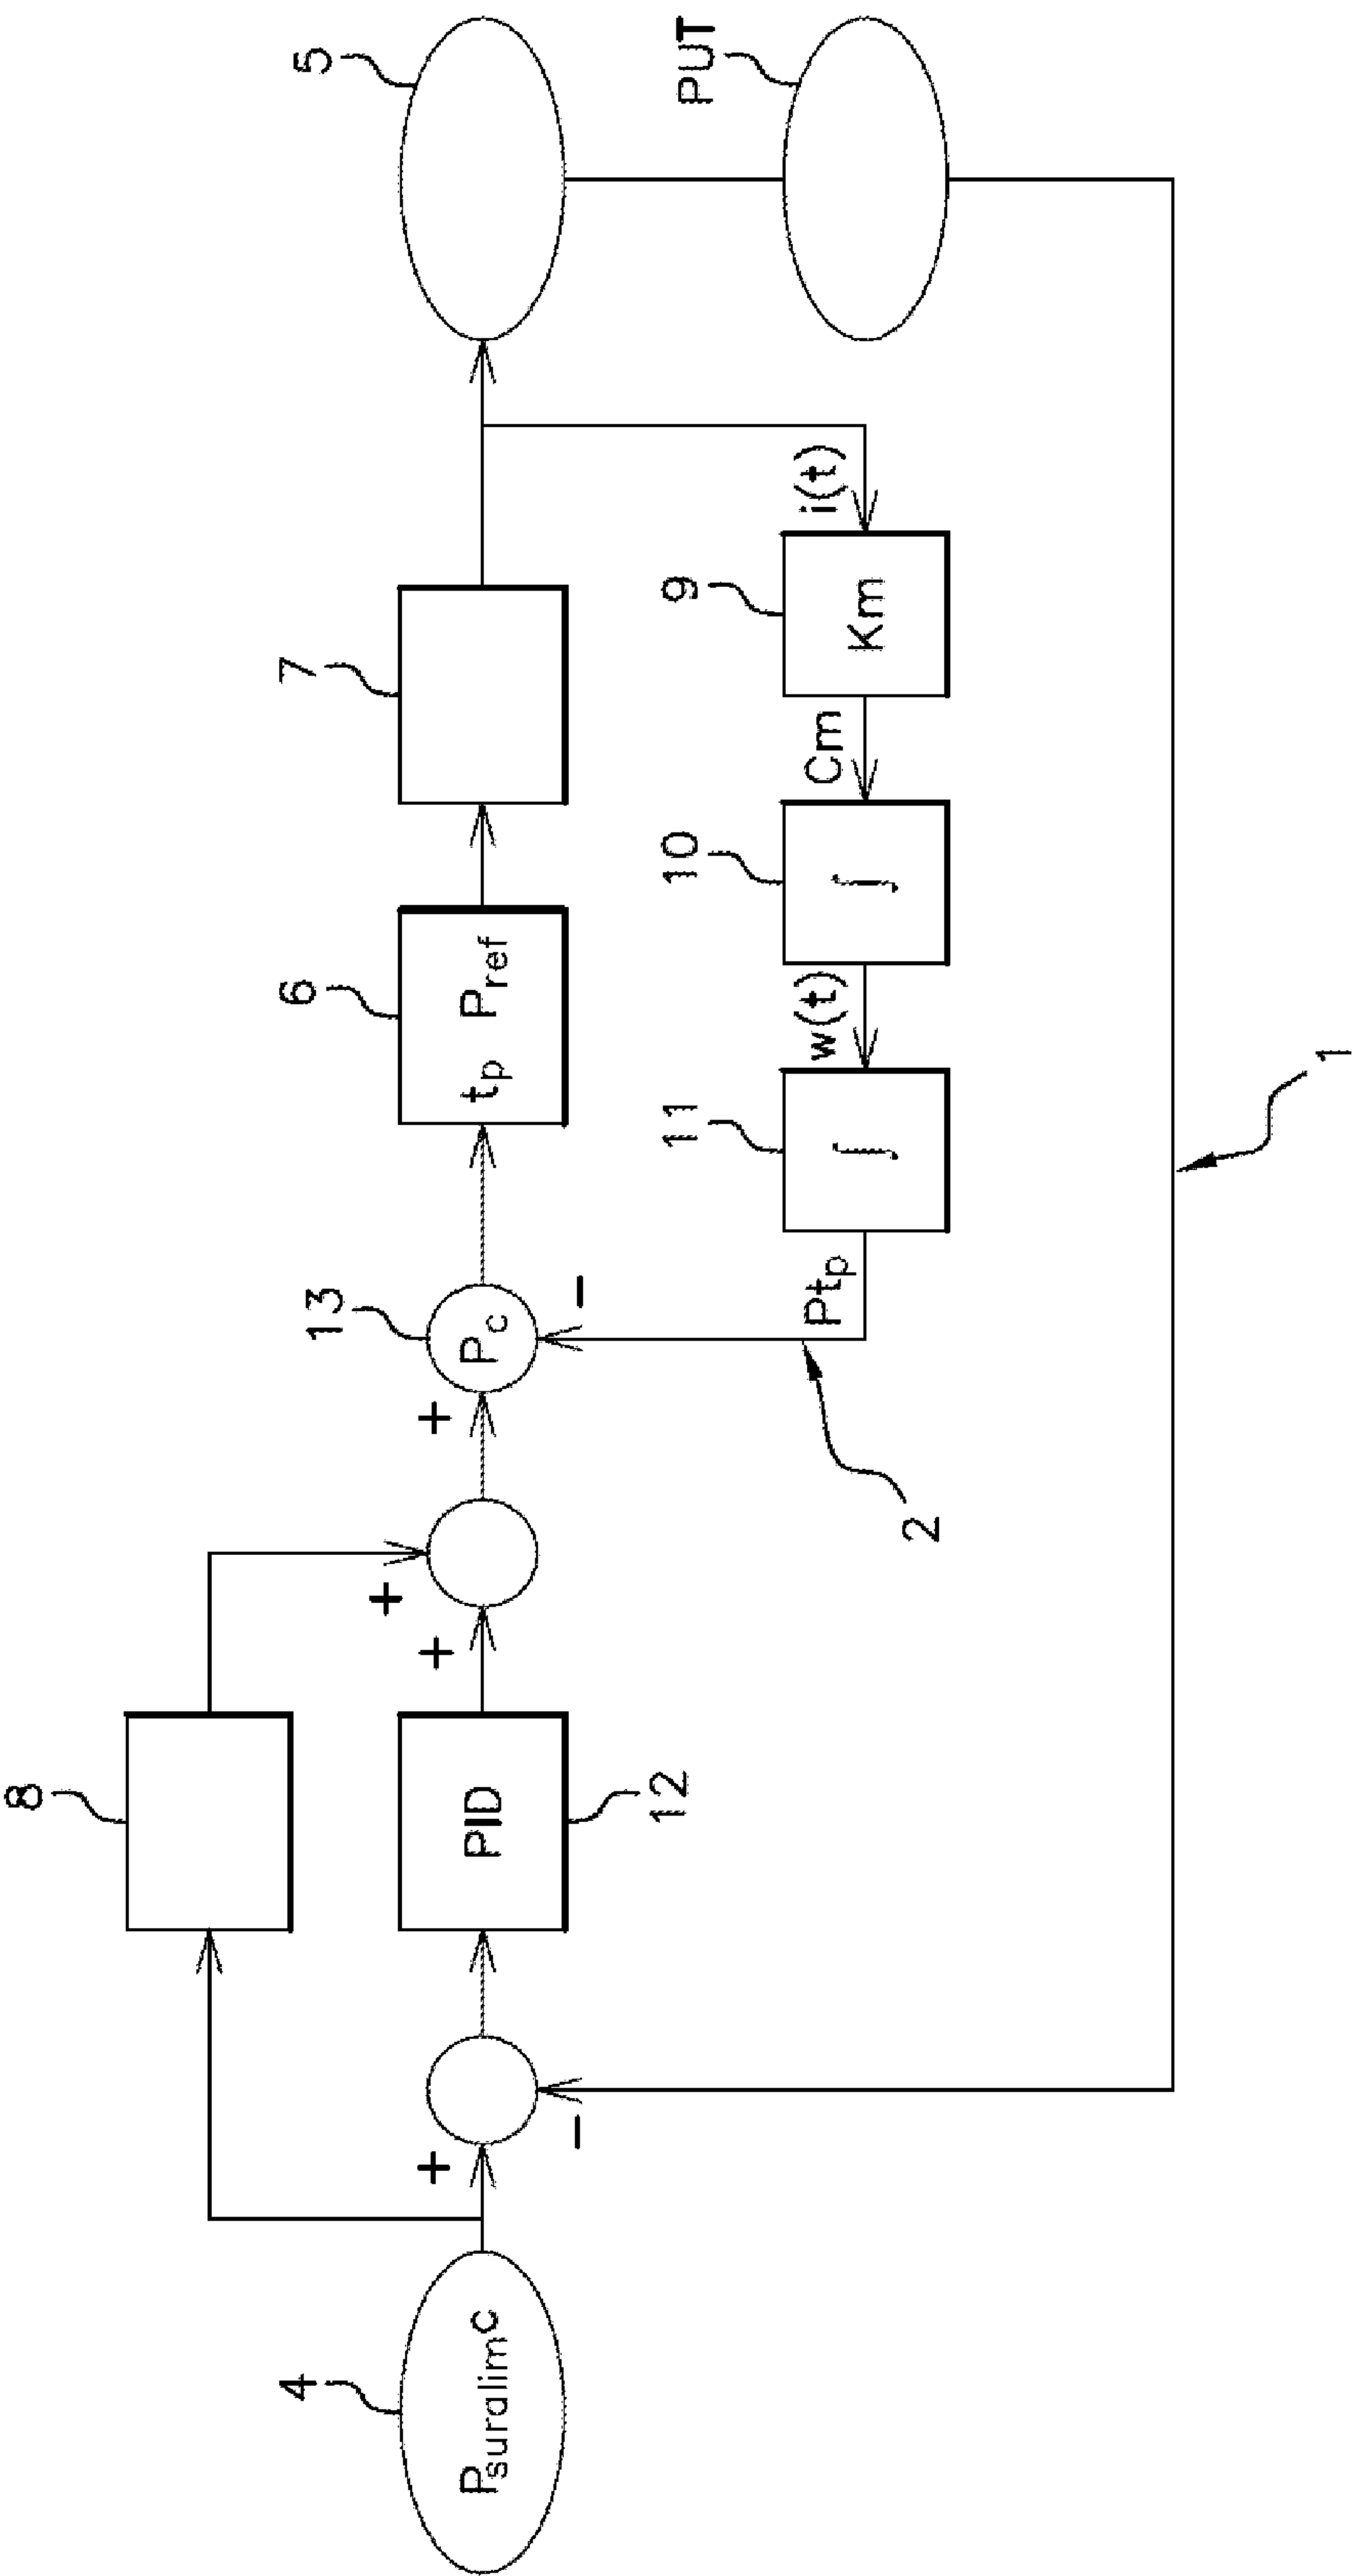 8
+
4
P_suralim^c
+
-
PID
12
+
13
P_c
+
-
6
t_p P_ref
7
5
PUT
Pt_p
2
11
∫
w(t)
10
∫
Cm
9
Km
i(t)
1